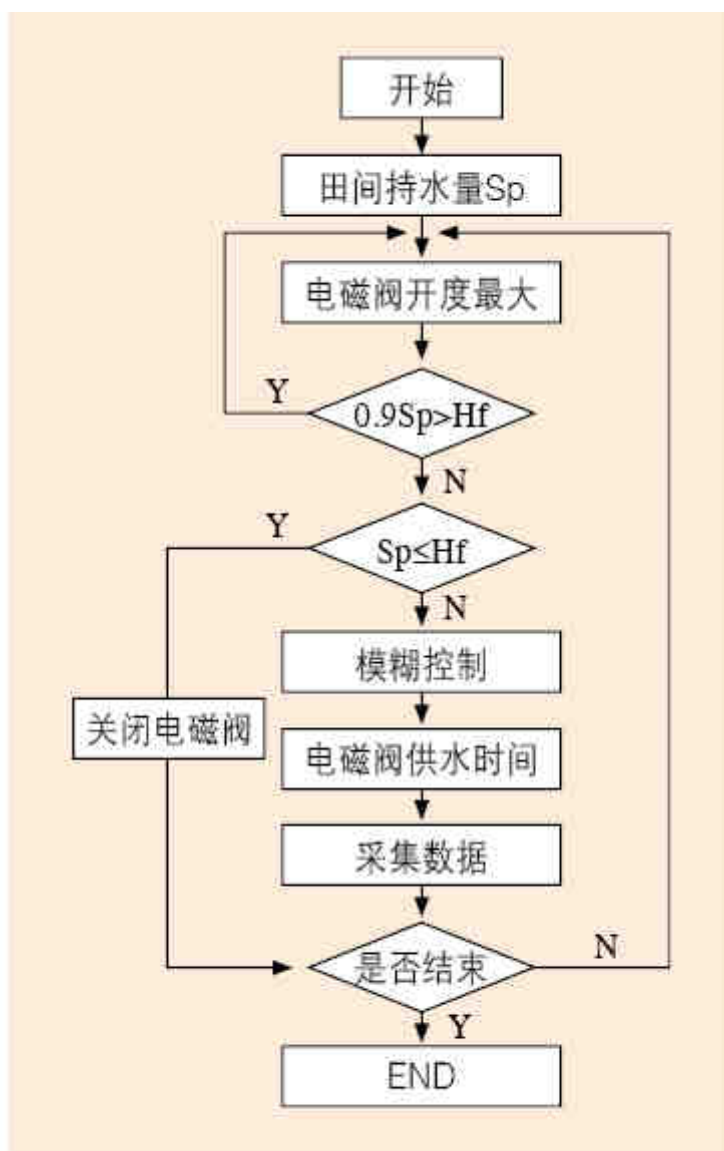 开始
田间持水量Sp
电磁阀开度最大
Y
0.9Sp>Hf
N
Y
Sp≤Hf
N
模糊控制
关闭电磁阀
电磁阀供水时间
采集数据
是否结束
N
Y
END